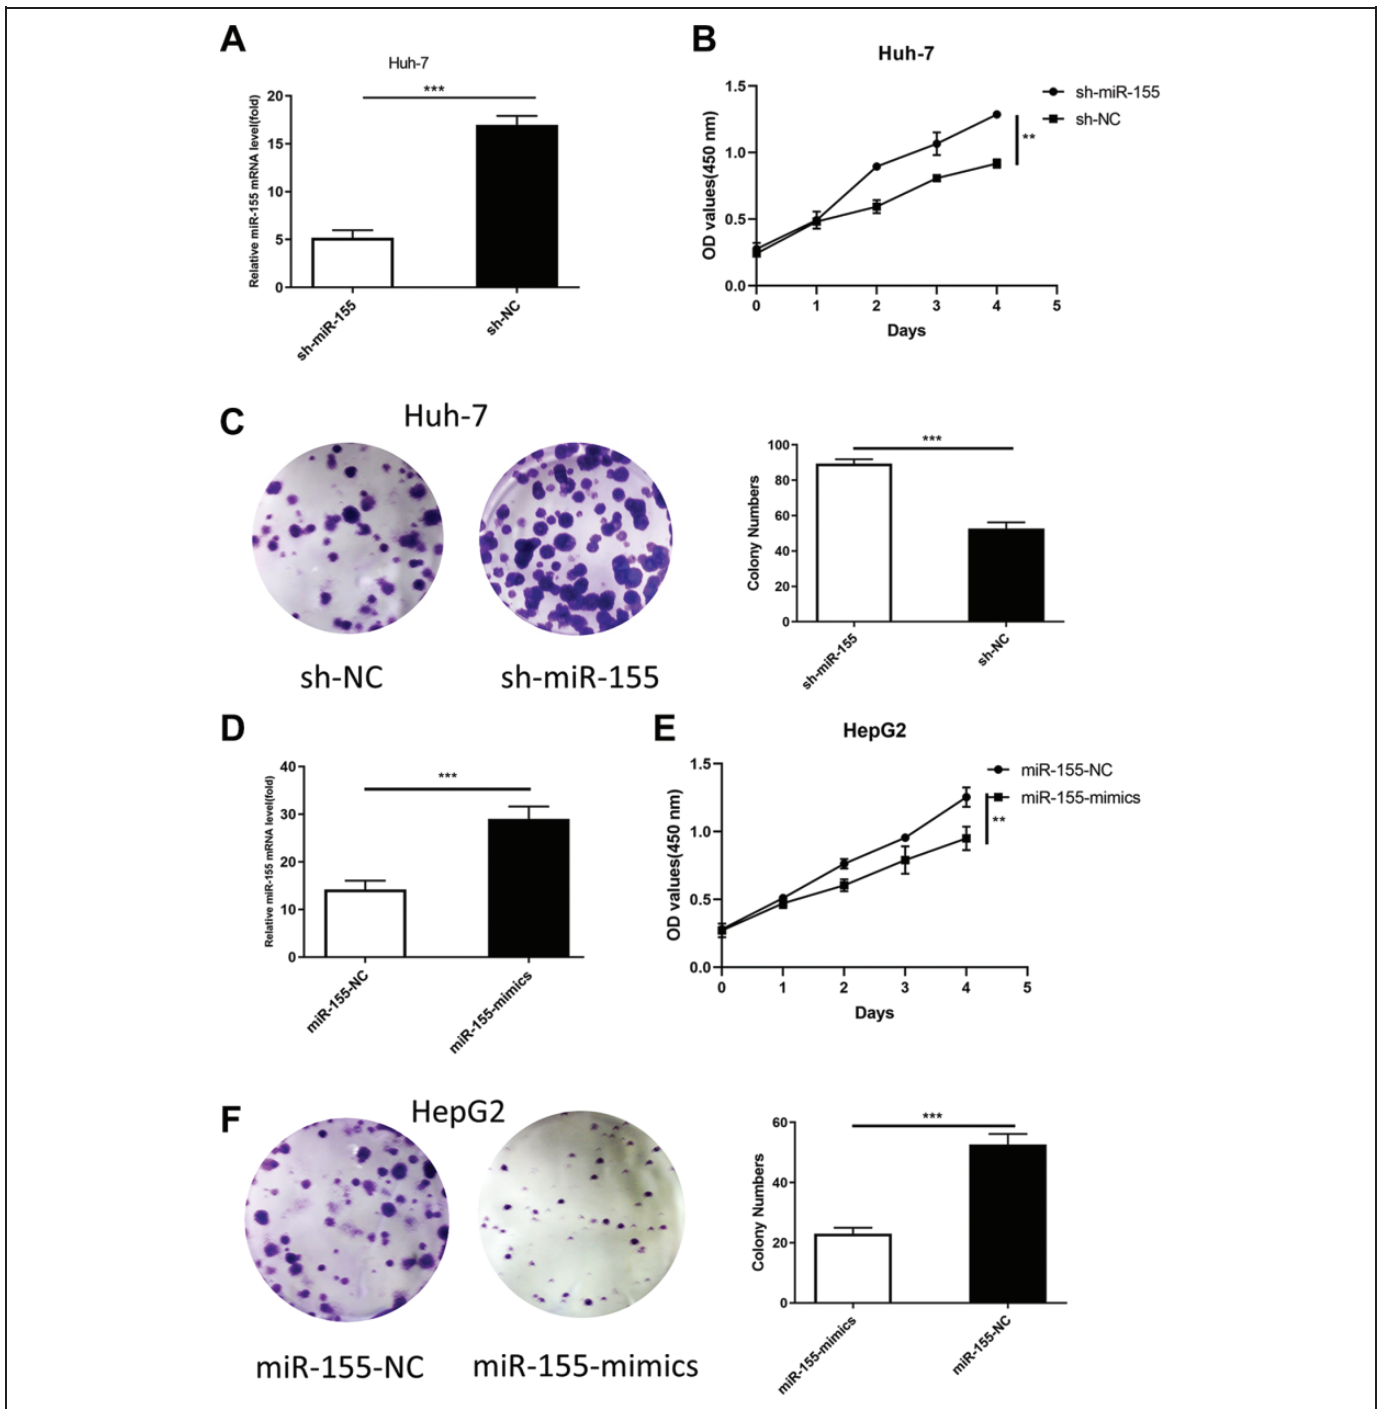 A
Huh-7
***
Relative miR-155 mRNA level(fold)
20
15
10
5
0
sh-miR-155
sh-NC
B
Huh-7
sh-miR-155
sh-NC
**
OD values(450 nm)
1.5
1.0
0.5
0.0
0 1 2 3 4 5
Days
C
Huh-7
sh-NC
sh-miR-155
***
Colony Numbers
100
80
60
40
20
0
sh-miR-155
sh-NC
D
***
Relative miR-155 mRNA level(fold)
40
30
20
10
0
miR-155-NC
miR-155-mimics
E
HepG2
miR-155-NC
miR-155-mimics
**
OD values(450 nm)
1.5
1.0
0.5
0.0
0 1 2 3 4 5
Days
F
HepG2
miR-155-NC
miR-155-mimics
***
Colony Numbers
60
40
20
0
miR-155-mimics
miR-155-NC